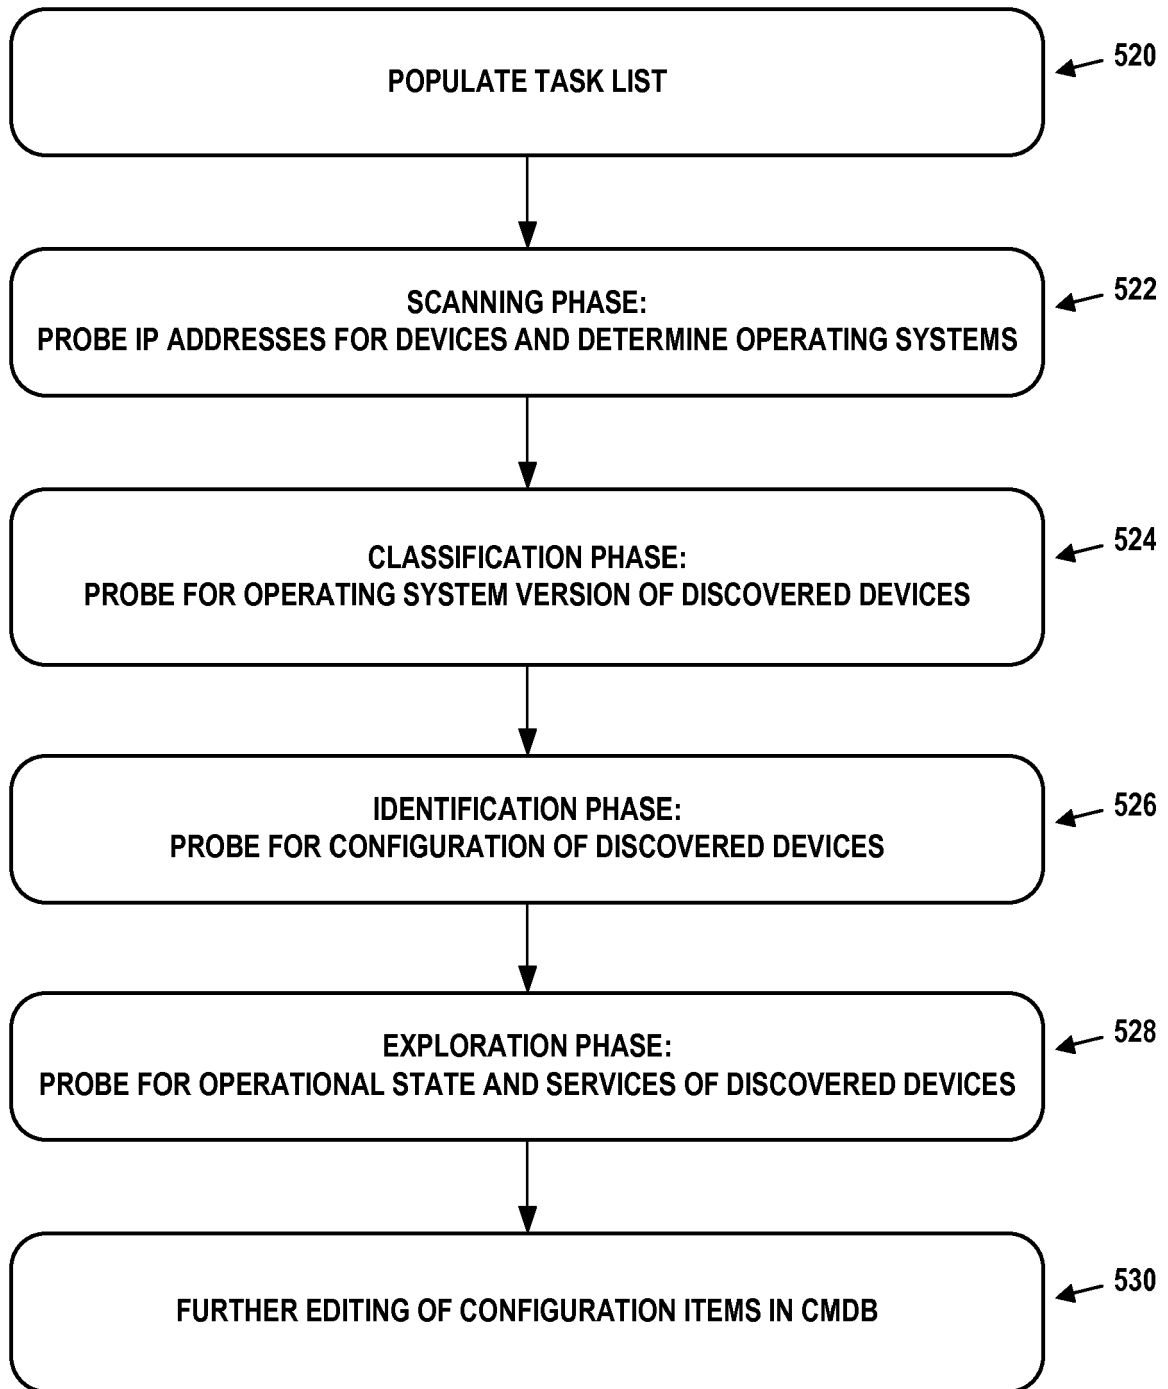 POPULATE TASK LIST
520
SCANNING PHASE:
PROBE IP ADDRESSES FOR DEVICES AND DETERMINE OPERATING SYSTEMS
522
CLASSIFICATION PHASE:
PROBE FOR OPERATING SYSTEM VERSION OF DISCOVERED DEVICES
524
IDENTIFICATION PHASE:
PROBE FOR CONFIGURATION OF DISCOVERED DEVICES
526
EXPLORATION PHASE:
PROBE FOR OPERATIONAL STATE AND SERVICES OF DISCOVERED DEVICES
528
FURTHER EDITING OF CONFIGURATION ITEMS IN CMDB
530